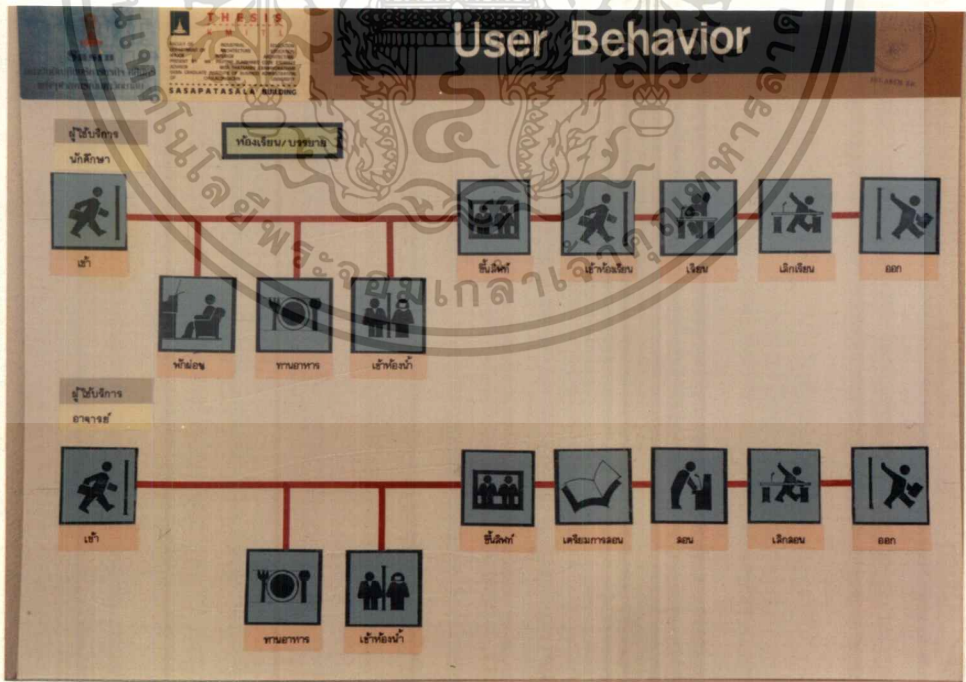 THESIS
User Behavior
SASAPATASALA BUILDING
ผู้ใช้บริการ
ห้องเรียน/บรรยาย
นักศึกษา
เข้า
ขึ้นลิฟท์
เข้าห้องเรียน
เรียน
เลิกเรียน
ออก
พักผ่อน
ทานอาหาร
เข้าห้องน้ำ
ผู้ใช้บริการ
อาจารย์
เข้า
ขึ้นลิฟท์
เตรียมการสอน
สอน
เลิกสอน
ออก
ทานอาหาร
เข้าห้องน้ำ